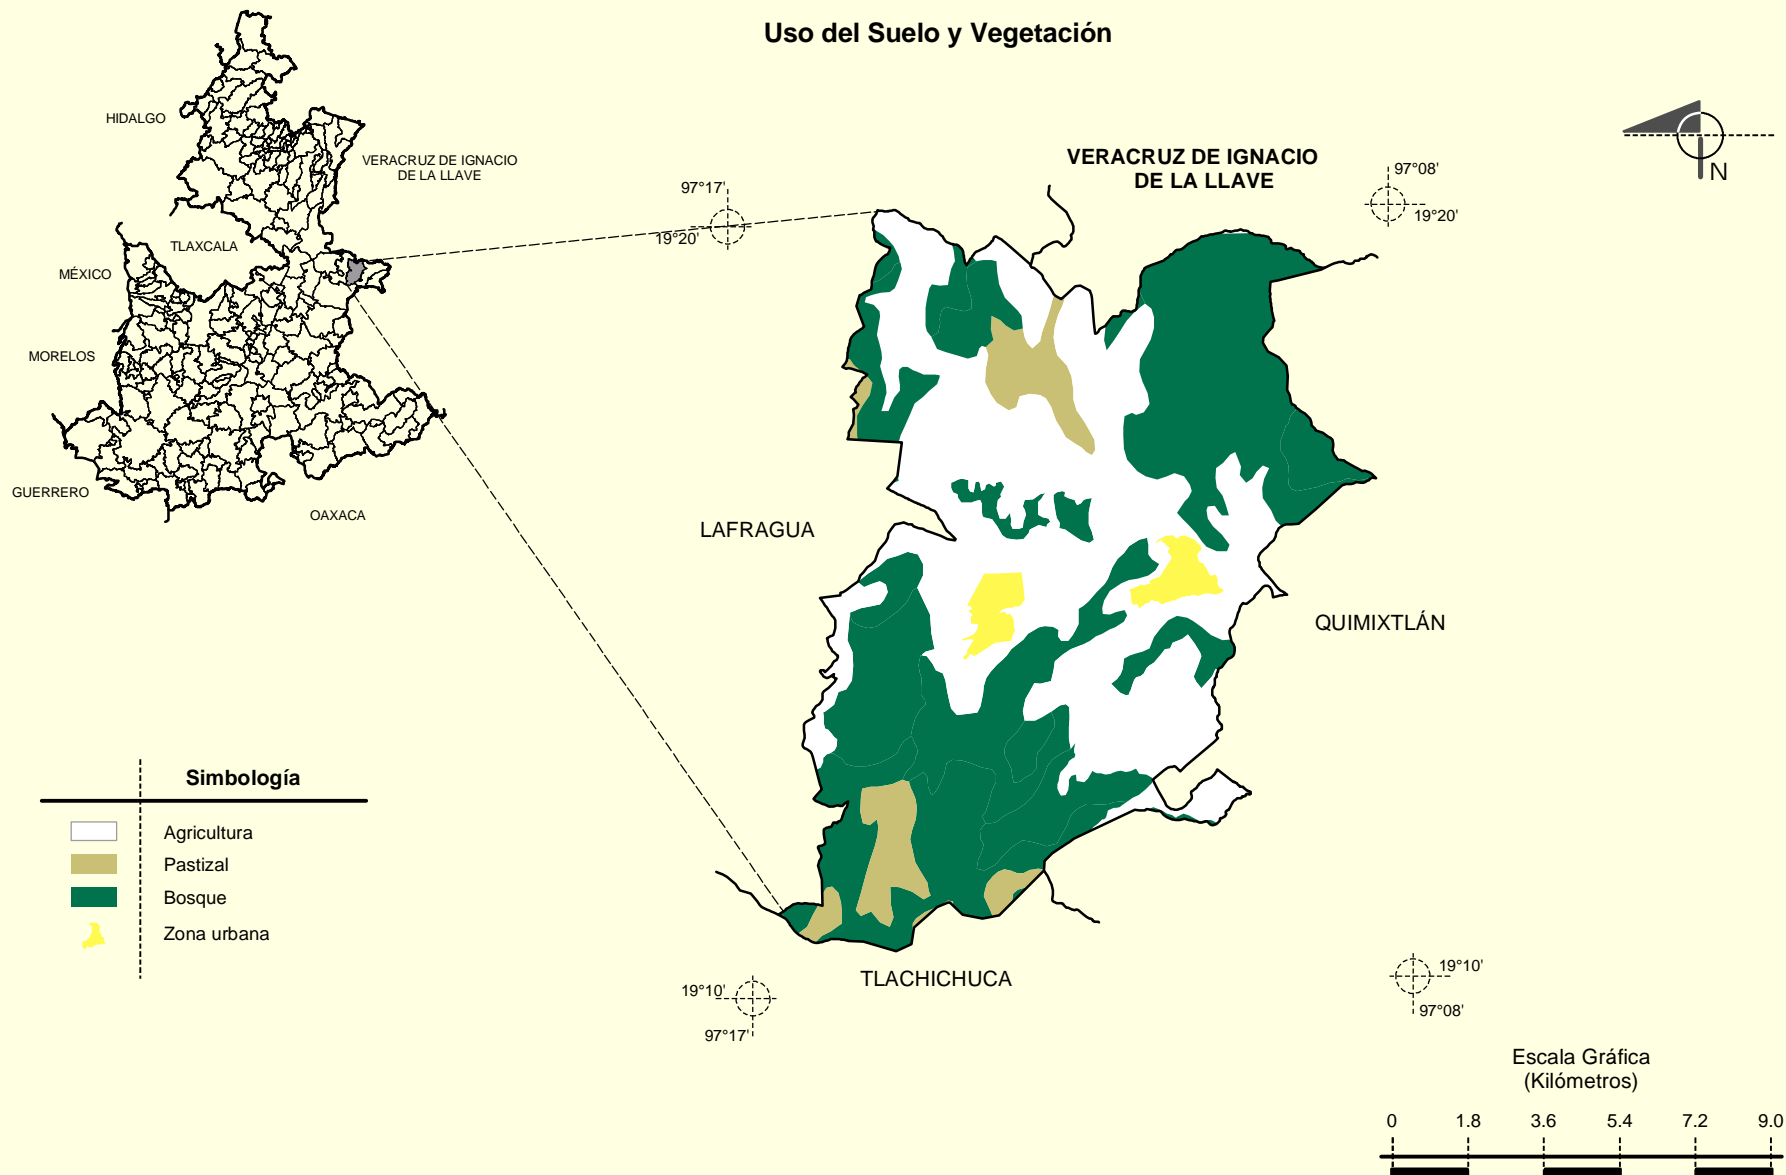 Uso del Suelo y Vegetación
HIDALGO
VERACRUZ DE IGNACIO
DE LA LLAVE
TLAXCALA
MÉXICO
MORELOS
GUERRERO
OAXACA
VERACRUZ DE IGNACIO
DE LA LLAVE
97°17'
19°20'
97°08'
19°20'
N
LAFRAGUA
QUIMIXTLÁN
TLACHICHUCA
19°10'
97°17'
19°10'
97°08'
Simbología
Agricultura
Pastizal
Bosque
Zona urbana
Escala Gráfica
(Kilómetros)
0 1.8 3.6 5.4 7.2 9.0